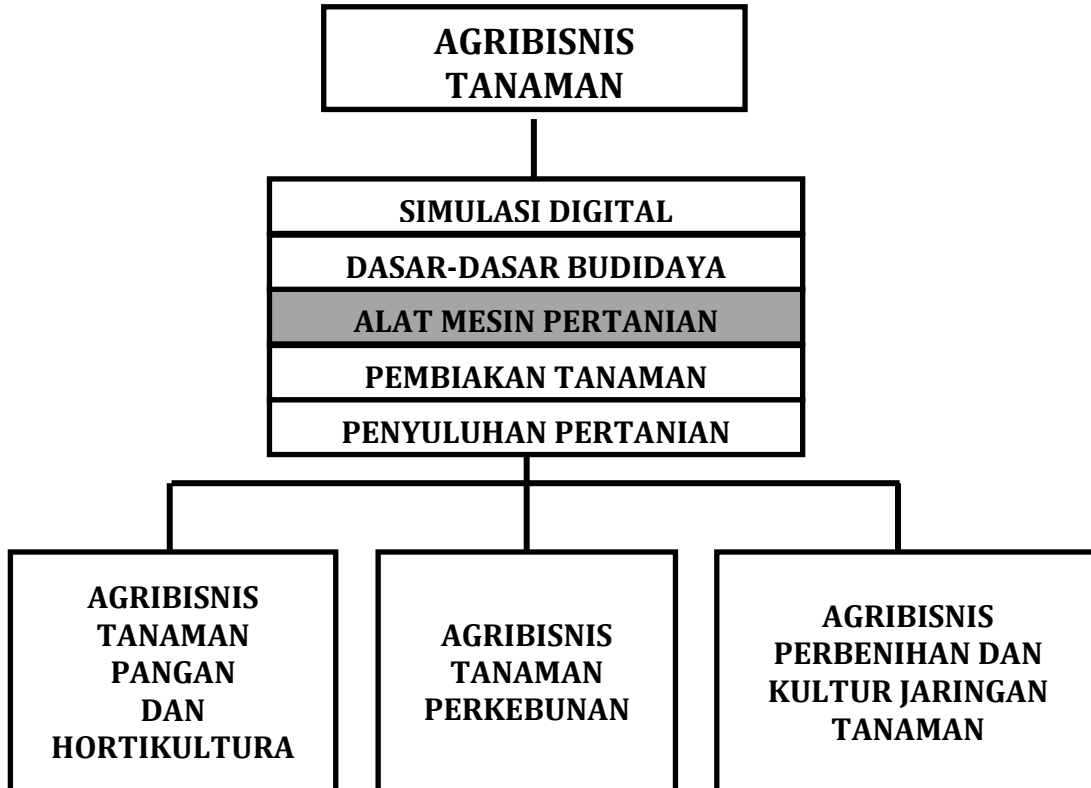 AGRIBISNIS
TANAMAN
SIMULASI DIGITAL
DASAR-DASAR BUDIDAYA
ALAT MESIN PERTANIAN
PEMBIAKAN TANAMAN
PENYULUHAN PERTANIAN
AGRIBISNIS
TANAMAN
PANGAN
DAN
HORTIKULTURA
AGRIBISNIS
TANAMAN
PERKEBUNAN
AGRIBISNIS
PERBENIHAN DAN
KULTUR JARINGAN
TANAMAN